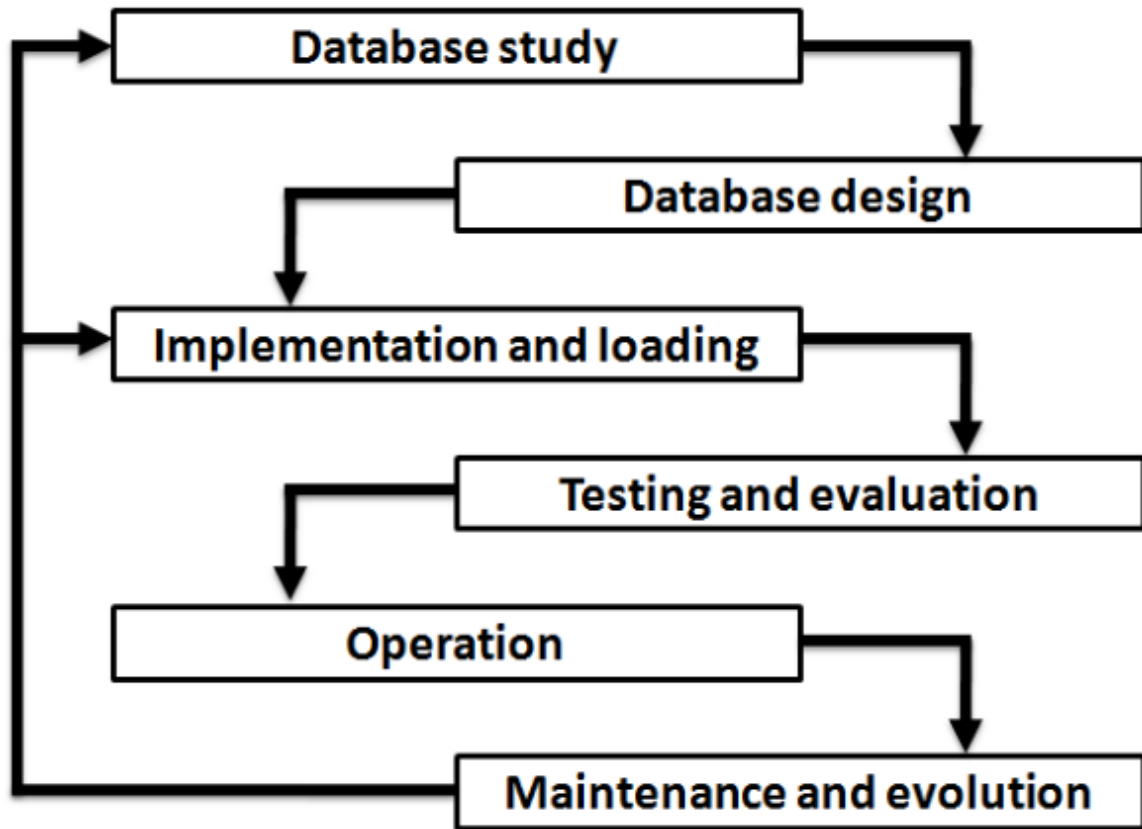 Database study
Database design
Implementation and loading
Testing and evaluation
Operation
Maintenance and evolution